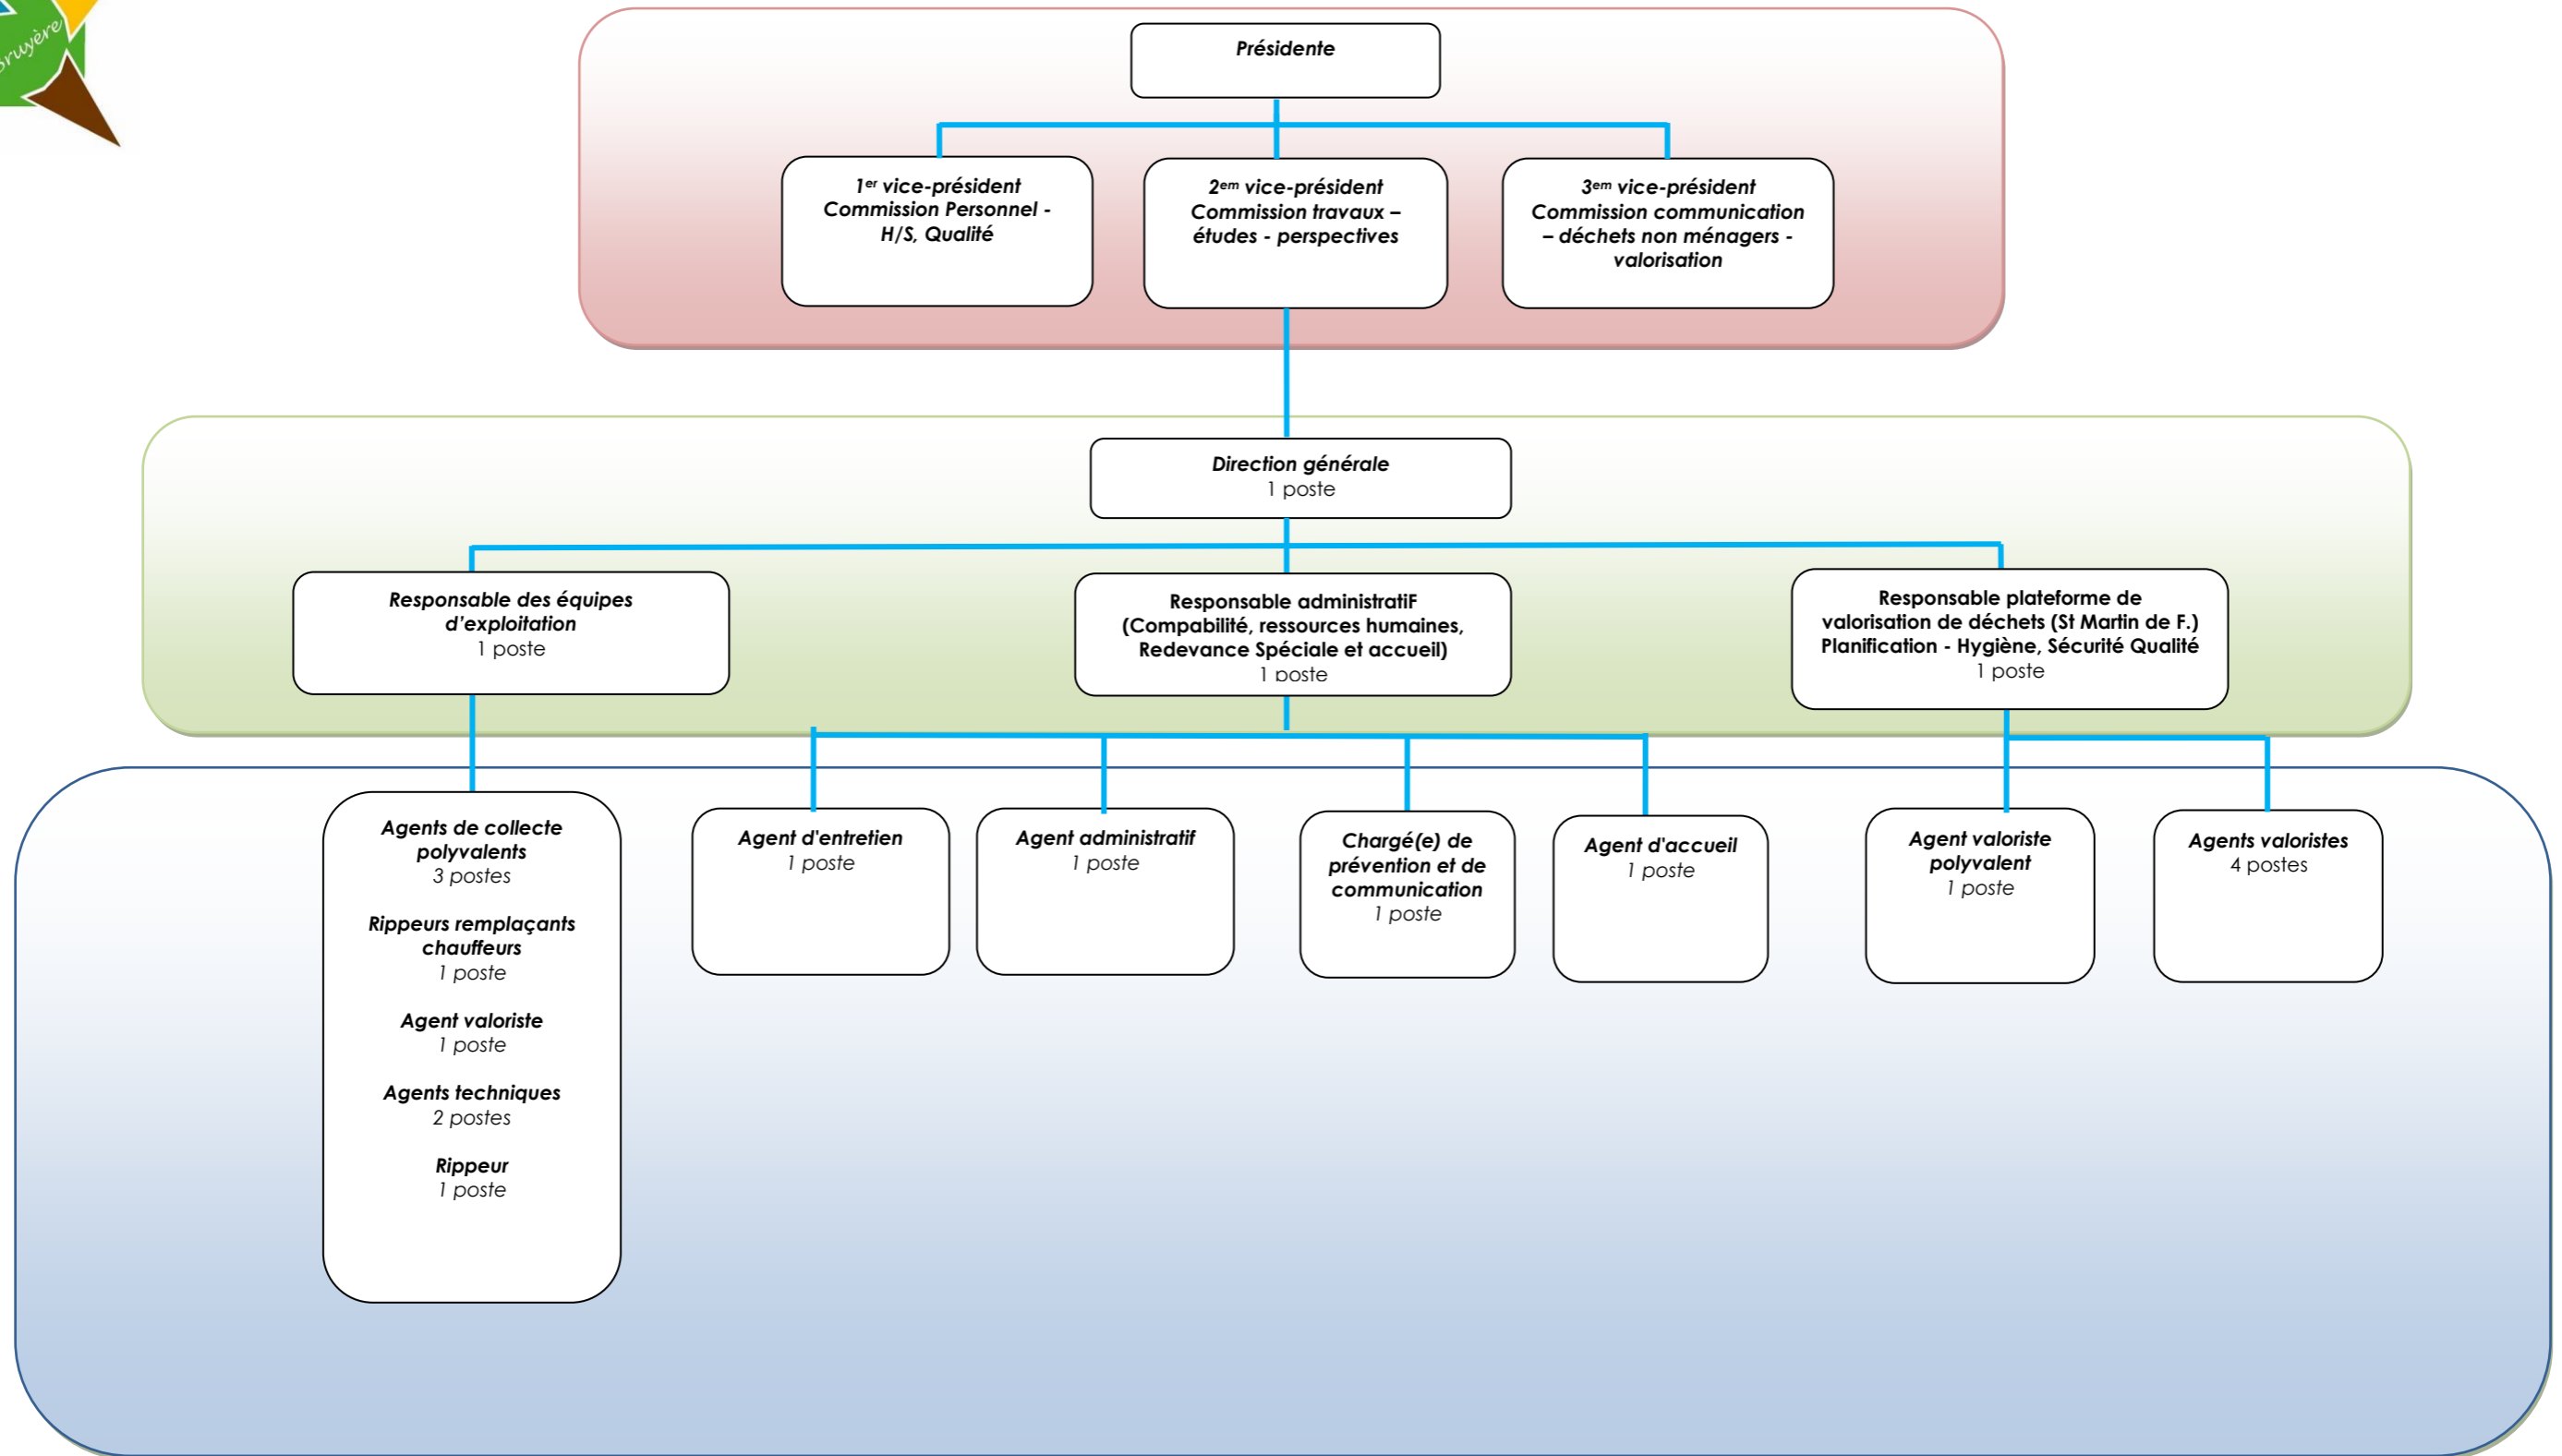 Bruyère
Présidente
1er vice-président
Commission Personnel -
H/S, Qualité
2em vice-président
Commission travaux –
études - perspectives
3em vice-président
Commission communication
– déchets non ménagers -
valorisation
Direction générale
1 poste
Responsable des équipes
d’exploitation
1 poste
Responsable administratiF
(Compabilité, ressources humaines,
Redevance Spéciale et accueil)
1 poste
Responsable plateforme de
valorisation de déchets (St Martin de F.)
Planification - Hygiène, Sécurité Qualité
1 poste
Agents de collecte
polyvalents
3 postes
Rippeurs remplaçants
chauffeurs
1 poste
Agent valoriste
1 poste
Agents techniques
2 postes
Rippeur
1 poste
Agent d'entretien
1 poste
Agent administratif
1 poste
Chargé(e) de
prévention et de
communication
1 poste
Agent d'accueil
1 poste
Agent valoriste
polyvalent
1 poste
Agents valoristes
4 postes